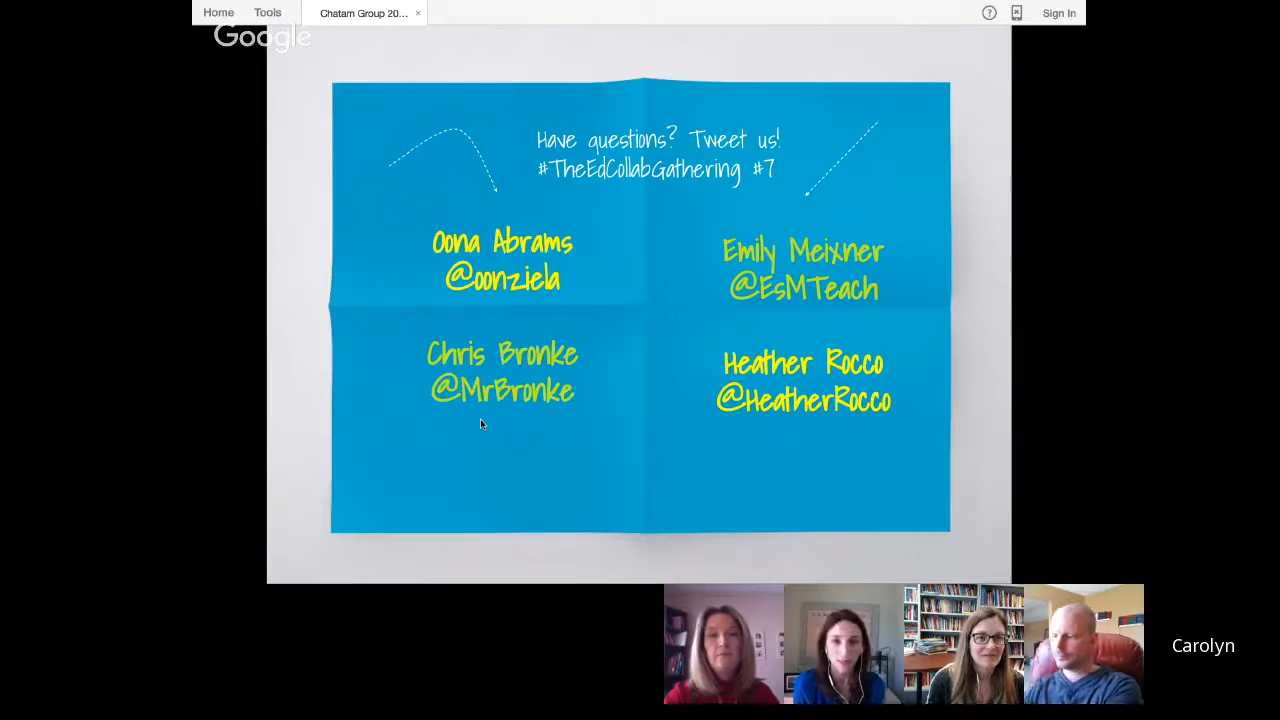 Home Tools Chatam Group 20... × ? Sign In
Google
Have questions? Tweet us!
#TheEdCollabGathering #7
Oona Abrams
@oonziela
Emily Meixner
@EsMTeach
Chris Bronke
@MrBronke
Heather Rocco
@HeatherRocco
Carolyn